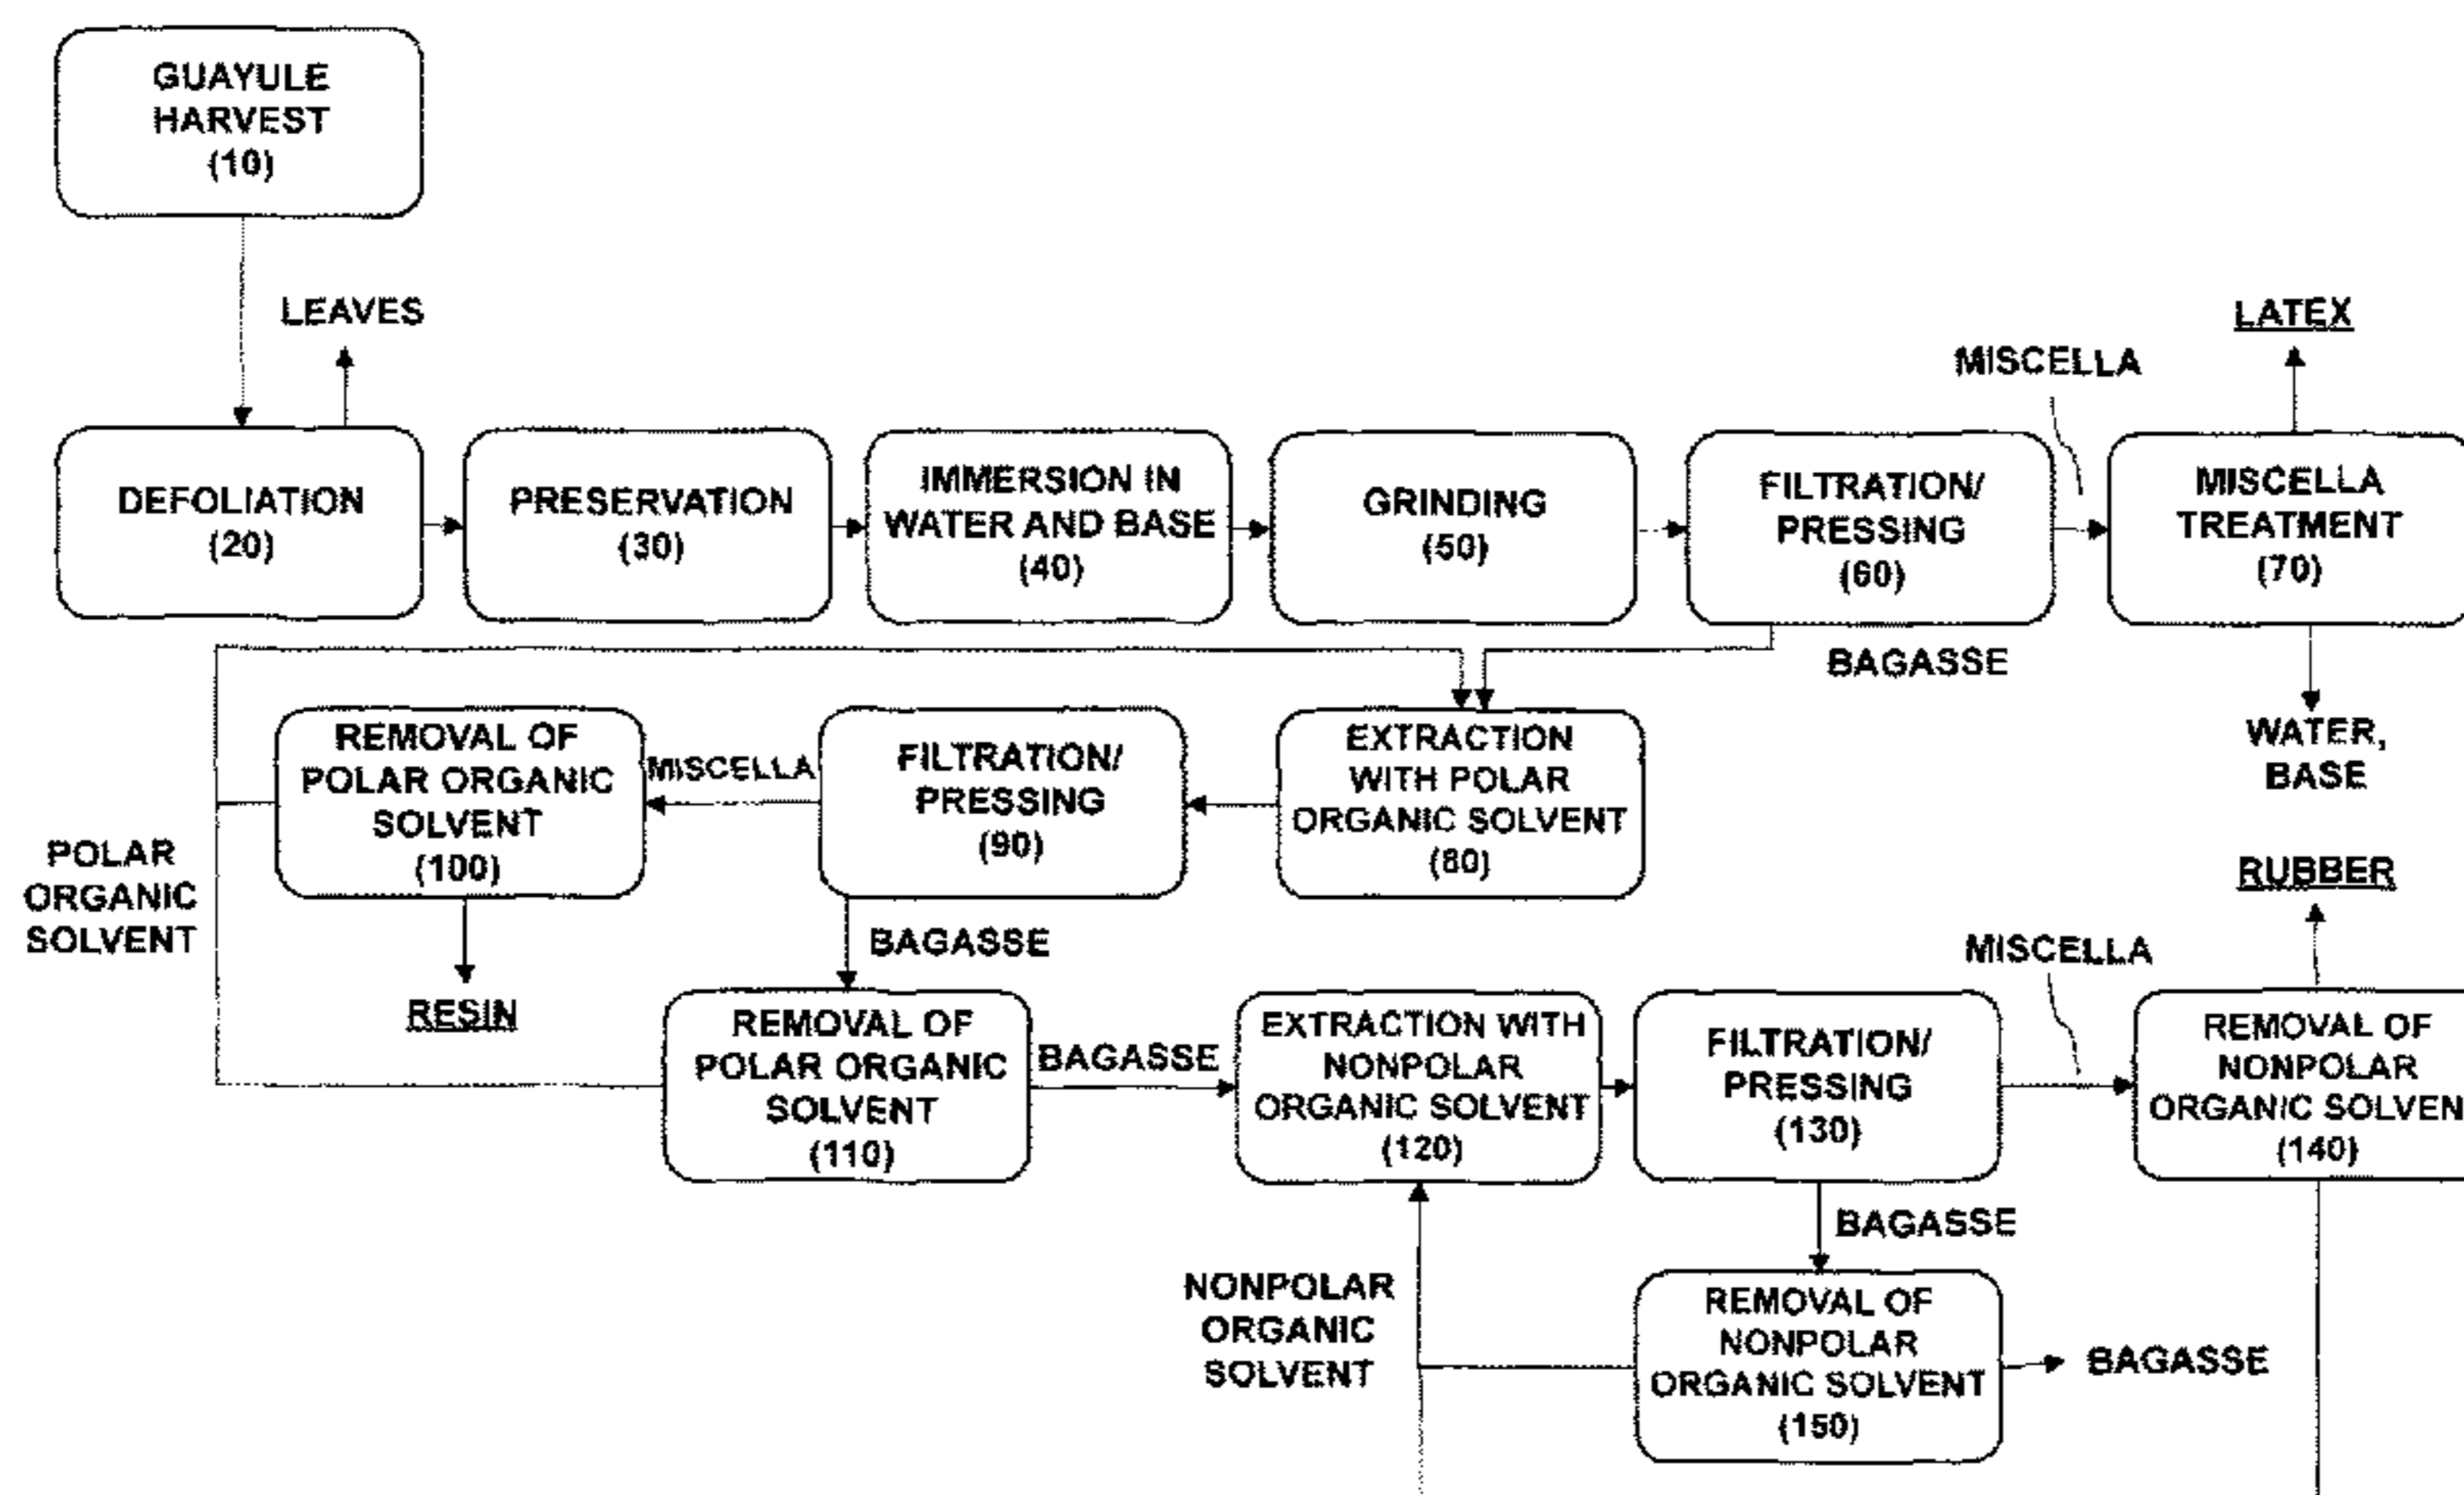 GUAYULE
HARVEST
(10)
LEAVES
LATEX
MISCELLA
DEFOLIATION
(20)
PRESERVATION
(30)
IMMERSION IN
WATER AND BASE
(40)
GRINDING
(50)
FILTRATION/
PRESSING
(60)
MISCELLA
TREATMENT
(70)
BAGASSE
WATER,
BASE
REMOVAL OF
POLAR ORGANIC
SOLVENT
(100)
MISCELLA
FILTRATION/
PRESSING
(90)
EXTRACTION
WITH POLAR
ORGANIC SOLVENT
(80)
POLAR
ORGANIC
SOLVENT
RUBBER
BAGASSE
MISCELLA
RESIN
REMOVAL OF
POLAR ORGANIC
SOLVENT
(110)
BAGASSE
EXTRACTION WITH
NONPOLAR
ORGANIC SOLVENT
(120)
FILTRATION/
PRESSING
(130)
REMOVAL OF
NONPOLAR
ORGANIC SOLVEN
(140)
BAGASSE
NONPOLAR
ORGANIC
SOLVENT
REMOVAL OF
NONPOLAR
ORGANIC SOLVENT
(150)
BAGASSE